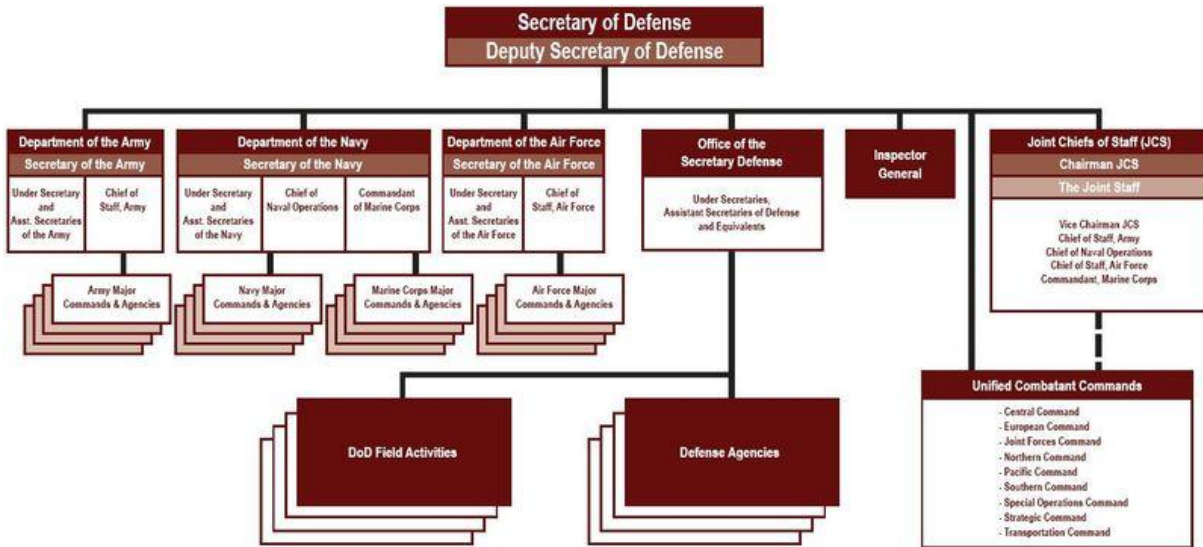 Secretary of Defense
Deputy Secretary of Defense
Department of the Army
Secretary of the Army
Under Secretary
and
Asst. Secretaries
of the Army
Chief of
Staff, Army
Army Major
Commands & Agencies
Department of the Navy
Secretary of the Navy
Under Secretary
and
Asst. Secretaries
of the Navy
Chief of
Naval Operations
Commandant
of Marine Corps
Navy Major
Commands & Agencies
Marine Corps Major
Commands & Agencies
Department of the Air Force
Secretary of the Air Force
Under Secretary
and
Asst. Secretaries
of the Air Force
Chief of
Staff, Air Force
Air Force Major
Commands & Agencies
Office of the
Secretary Defense
Under Secretaries,
Assistant Secretaries of Defense
and Equivalents
DoD Field Activities
Defense Agencies
Inspector
General
Joint Chiefs of Staff (JCS)
Chairman JCS
The Joint Staff
Vice Chairman JCS
Chief of Staff, Army
Chief of Naval Operations
Chief of Staff, Air Force
Commandant, Marine Corps
Unified Combatant Commands
- Central Command
- European Command
- Joint Forces Command
- Northern Command
- Pacific Command
- Southern Command
- Special Operations Command
- Strategic Command
- Transportation Command